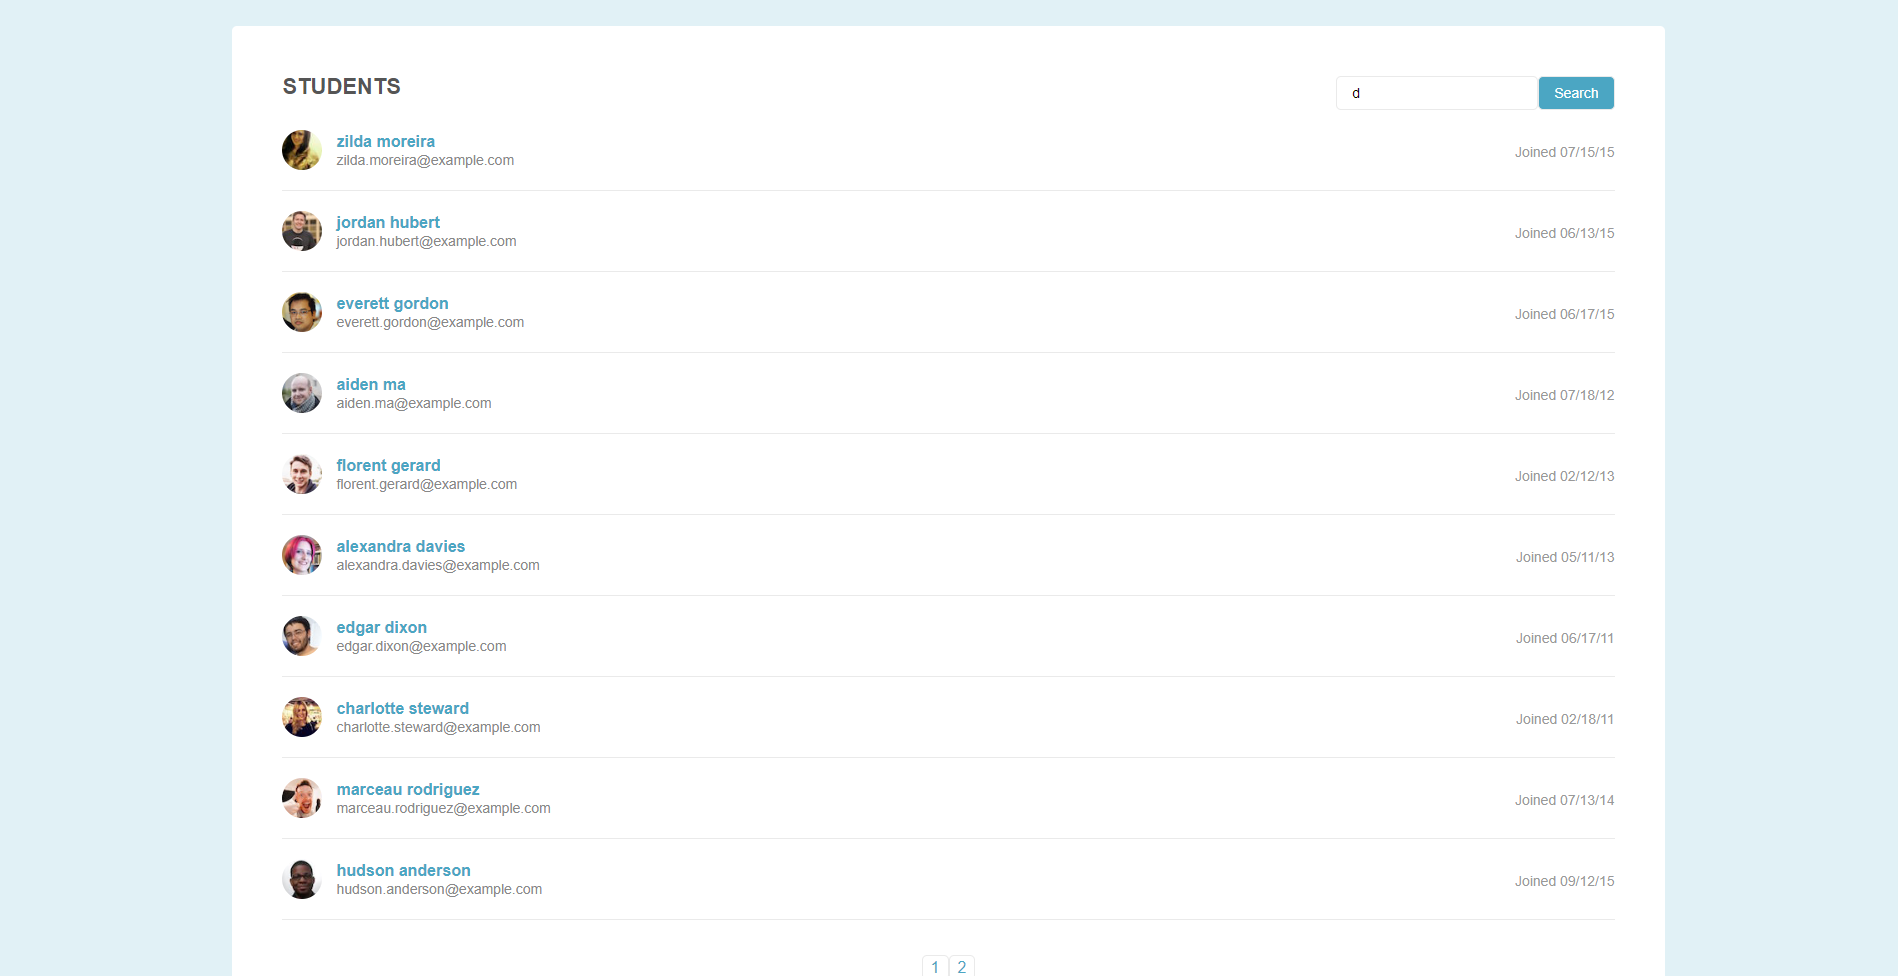 STUDENTS
d
Search
zilda moreira
zilda.moreira@example.com
Joined 07/15/15
jordan hubert
jordan.hubert@example.com
Joined 06/13/15
everett gordon
everett.gordon@example.com
Joined 06/17/15
aiden ma
aiden.ma@example.com
Joined 07/18/12
florent gerard
florent.gerard@example.com
Joined 02/12/13
alexandra davies
alexandra.davies@example.com
Joined 05/11/13
edgar dixon
edgar.dixon@example.com
Joined 06/17/11
charlotte steward
charlotte.steward@example.com
Joined 02/18/11
marceau rodriguez
marceau.rodriguez@example.com
Joined 07/13/14
hudson anderson
hudson.anderson@example.com
Joined 09/12/15
1 2